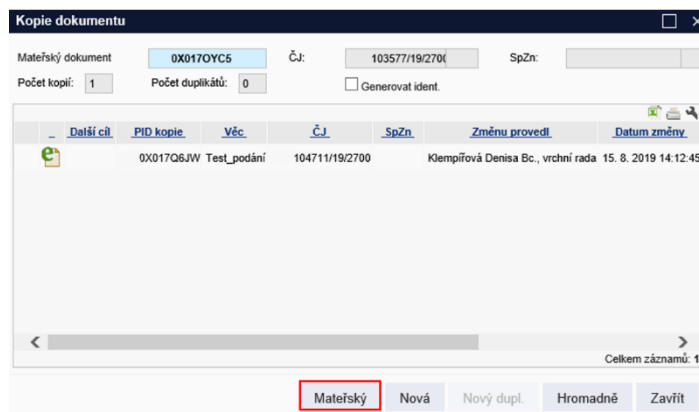 Kopie dokumentu
Mateřský dokument 0X017OYC5 ČJ: 103577/19/2700 SpZn:
Počet kopií: 1 Počet duplikátů: 0 Generovat ident.
_ Další cíl PID kopie Věc ČJ SpZn Změnu provedl Datum změny
0X017Q6JW Test_podání 104711/19/2700 Klempířová Denisa Bc., vrchní rada 15. 8. 2019 14:12:45
Celkem záznamů: 1
Mateřský Nová Nový dupl. Hromadně Zavřít